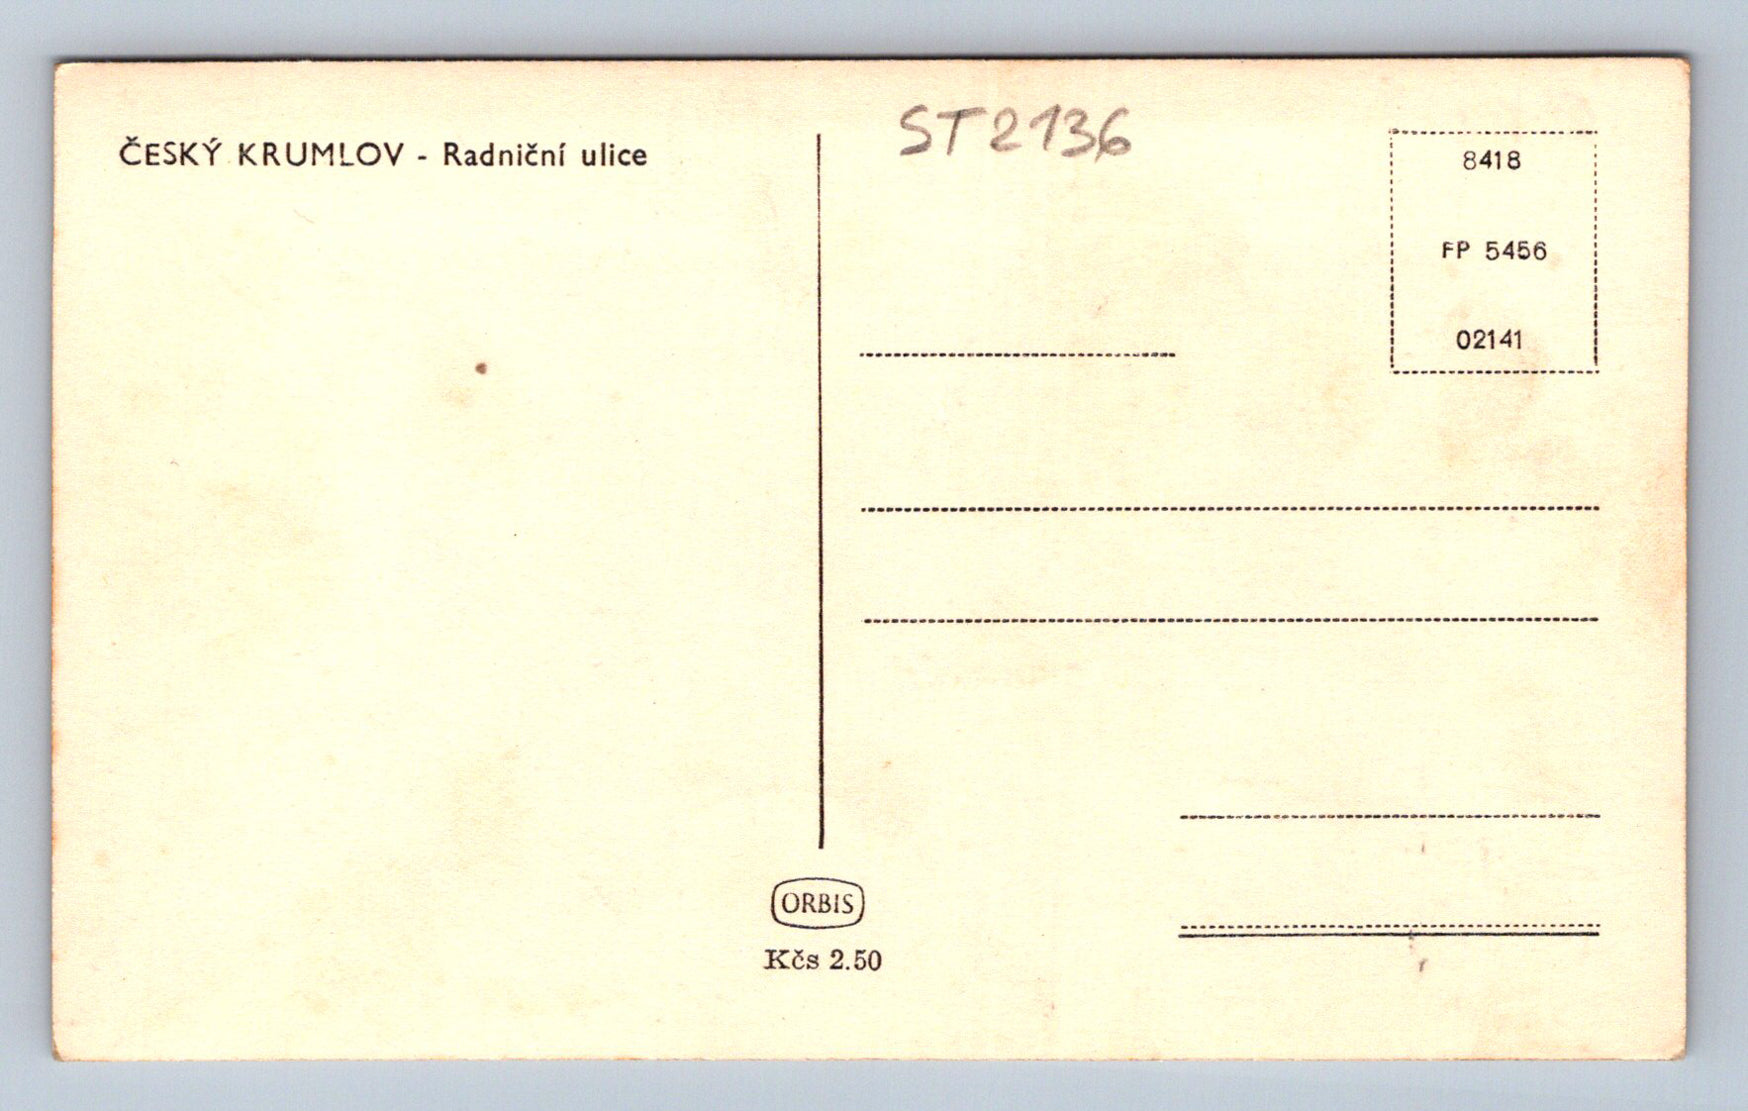 ČESKÝ KRUMLOV - Radniční ulice
ST2136
8418
FP 5456
02141
ORBIS
Kčs 2.50